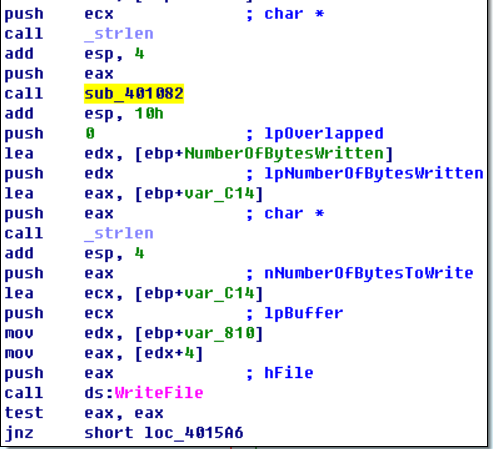 push ecx ; char *
call _strlen
add esp, 4
push eax
call sub_401082
add esp, 10h
push 0 ; lpOverlapped
lea edx, [ebp+NumberOfBytesWritten]
push edx ; lpNumberOfBytesWritten
lea eax, [ebp+var_C14]
push eax ; char *
call _strlen
add esp, 4
push eax ; nNumberOfBytesToWrite
lea ecx, [ebp+var_C14]
push ecx ; lpBuffer
mov edx, [ebp+var_810]
mov eax, [edx+4]
push eax ; hFile
call ds:WriteFile
test eax, eax
jnz short loc_4015A6